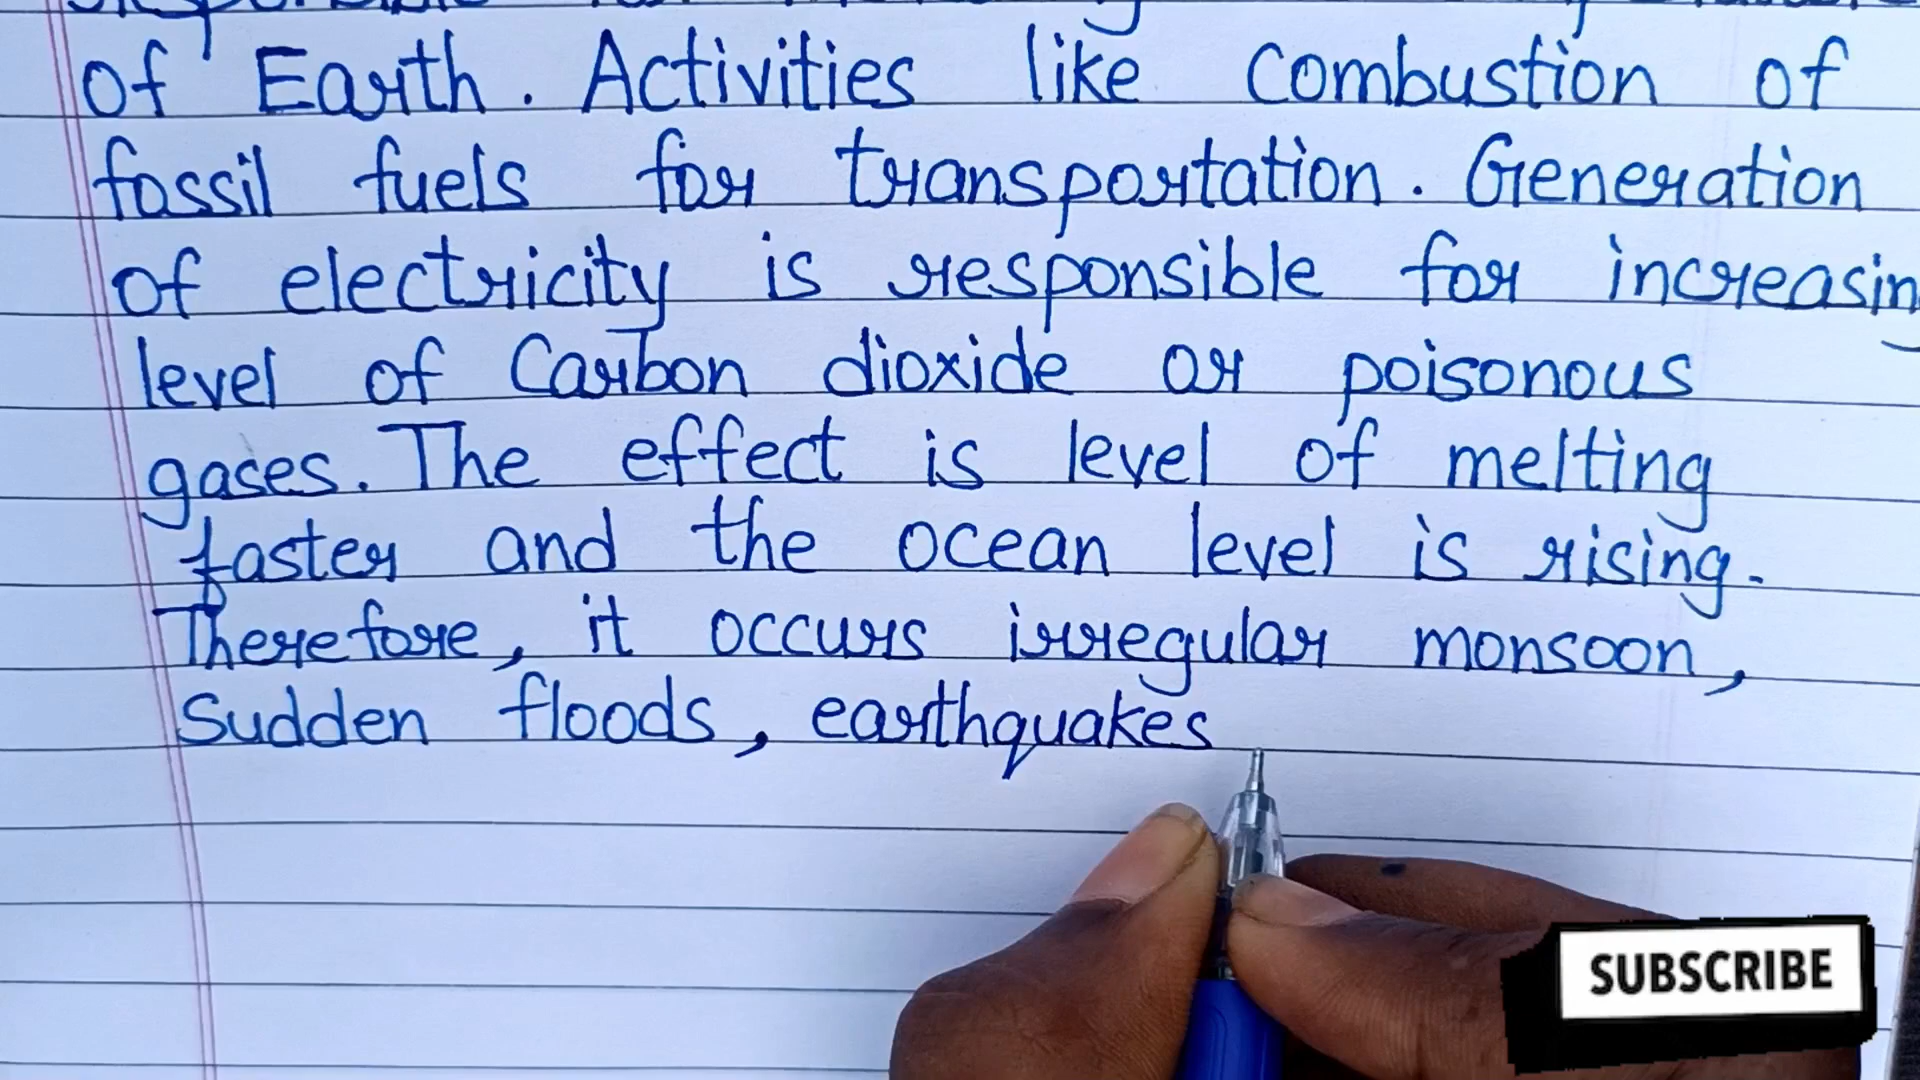 of Earth. Activities like combustion of
fossil fuels for transportation. Generation
of electricity is responsible for increasing
level of Carbon dioxide or poisonous
gases. The effect is level of melting
faster and the ocean level is rising.
Therefore, it occurs irregular monsoon,
Sudden floods, earthquakes
SUBSCRIBE